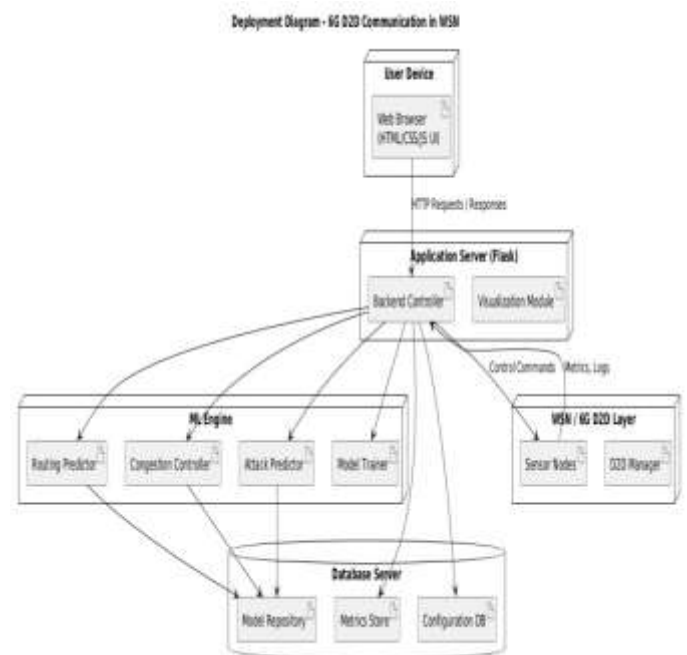 Deployment Diagram - 6G D2D Communication in WSN
User Device
Web Browser
(HTML/CSS/JS UI)
HTTP Requests / Responses
Application Server (Flask)
Backend Controller
Visualization Module
Control Commands
Metrics, Logs
ML Engine
Routing Predictor
Congestion Controller
Attack Predictor
Model Trainer
WSN / 6G D2D Layer
Sensor Nodes
D2D Manager
Database Server
Model Repository
Metrics Store
Configuration DB